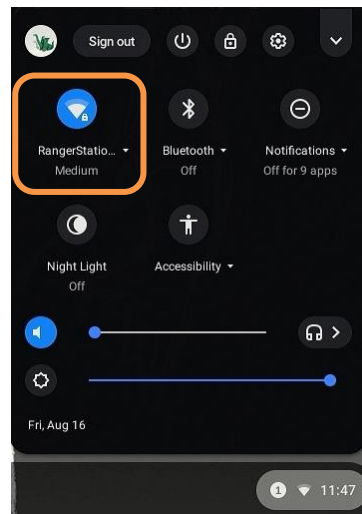 Sign out
RangerStatio...
Medium
Bluetooth
Off
Notifications
Off for 9 apps
Night Light
Off
Accessibility
Fri, Aug 16
1 11:47